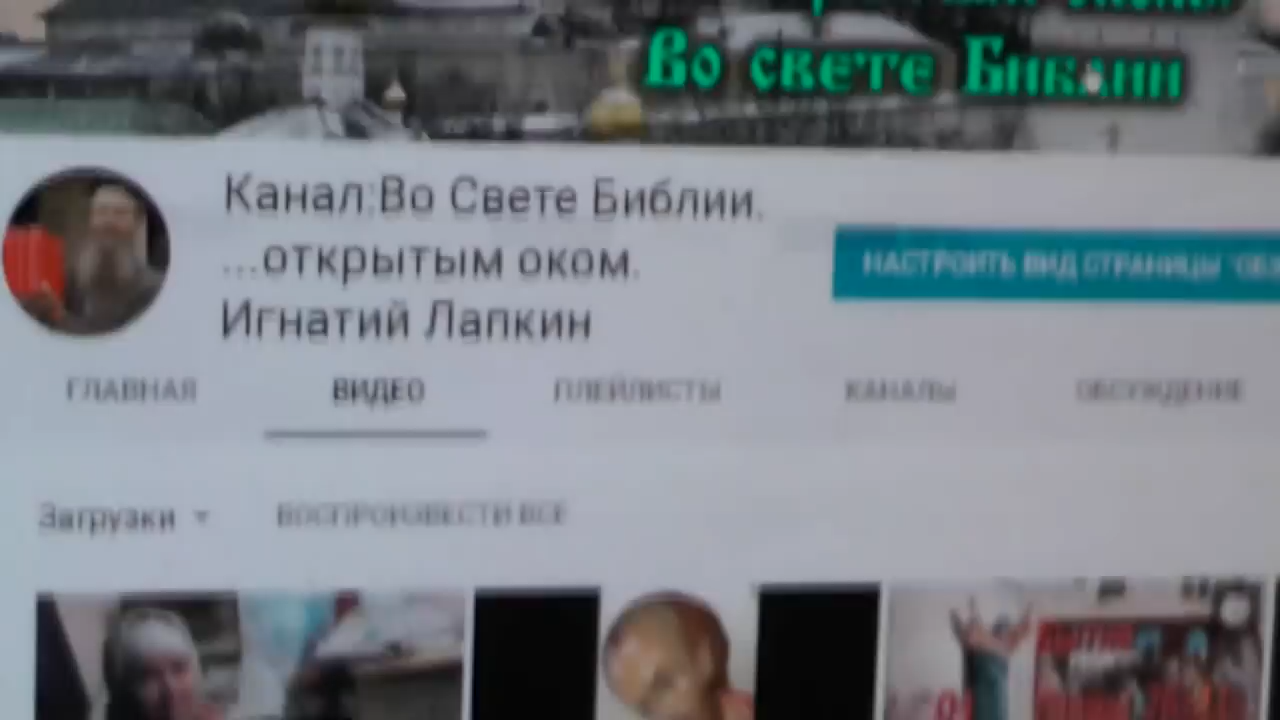 Во свете Библии
Канал:Во Свете Библии.
...открытым оком.
Игнатий Лапкин
НАСТРОИТЬ ВИД СТРАНИЦЫ
ГЛАВНАЯ ВИДЕО ПЛЕЙЛИСТЫ КАНАЛЫ ОБСУЖДЕНИЕ
Загрузки ВОСПРОИЗВЕСТИ ВСЕ